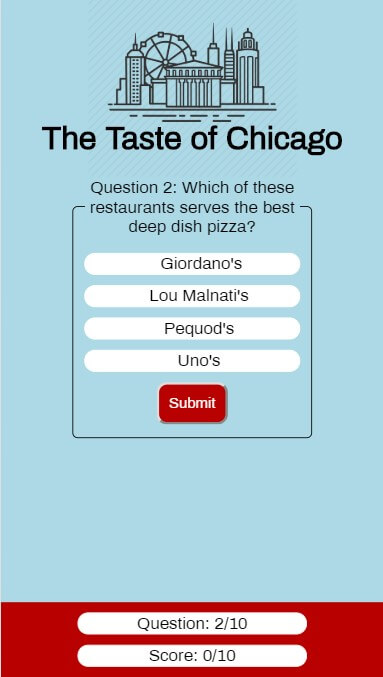 The Taste of Chicago
Question 2: Which of these
restaurants serves the best
deep dish pizza?
Giordano's
Lou Malnati's
Pequod's
Uno's
Submit
Question: 2/10
Score: 0/10